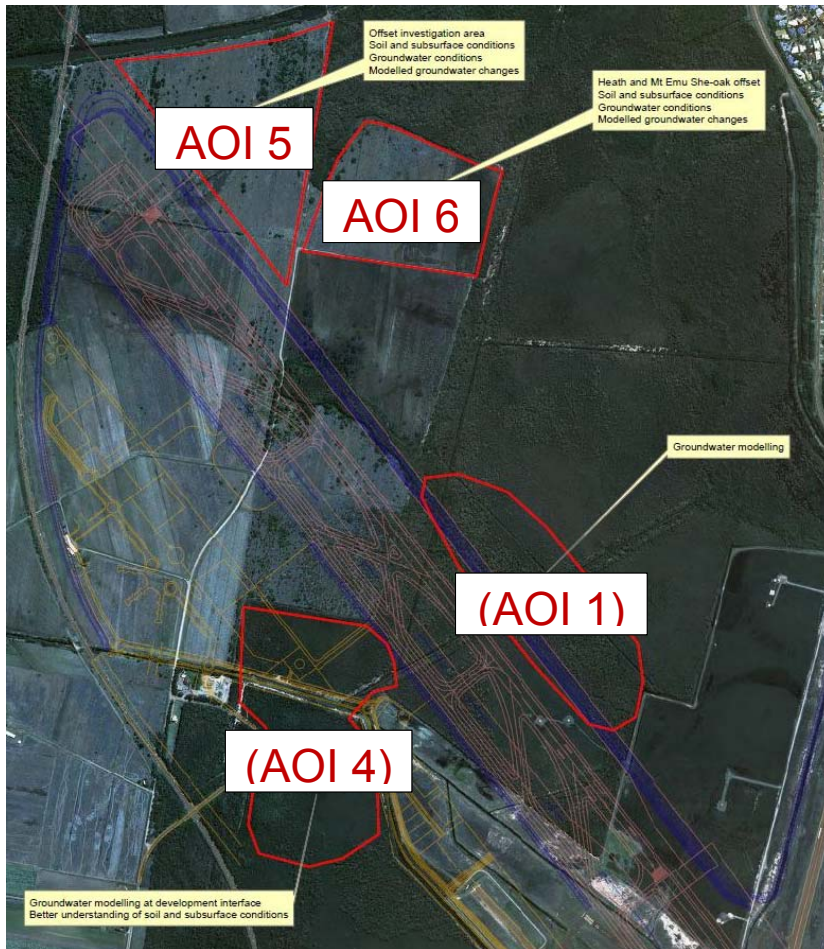 Offset investigation area
Soil and subsurface conditions
Groundwater conditions
Modelled groundwater changes
Heath and Mt Emu She-oak offset
Soil and subsurface conditions
Groundwater conditions
Modelled groundwater changes
AOI 5
AOI 6
Groundwater modelling
(AOI 1)
(AOI 4)
Groundwater modelling at development interface
Better understanding of soil and subsurface conditions